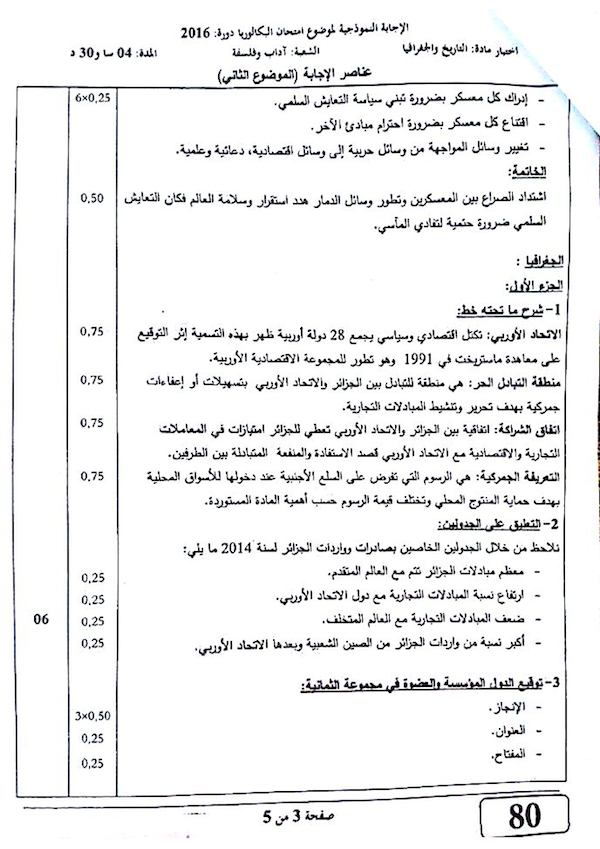 الإجابة النموذجية لموضوع امتحان البكالوريا دورة: 2016
اختبار مادة: التاريخ والجغرافيا الشعبة: آداب وفلسفة المدة: 04 سا و30 د
عناصر الإجابة (الموضوع الثاني)
- إدراك كل معسكر بضرورة تبني سياسة التعايش السلمي. 6×0,25
- اقتناع كل معسكر بضرورة احترام مبادئ الآخر.
- تغيير وسائل المواجهة من وسائل حربية إلى وسائل اقتصادية، دعائية وعلمية.
الخاتمة:
اشتداد الصراع بين المعسكرين وتطور وسائل الدمار هدد استقرار وسلامة العالم فكان التعايش 0,50
السلمي ضرورة حتمية لتفادي المآسي.
الجغرافيا :
الجزء الأول:
1- شرح ما تحته خط:
الاتحاد الأوربي: تكتل اقتصادي وسياسي يجمع 28 دولة أوربية ظهر بهذه التسمية إثر التوقيع 0,75
على معاهدة ماستريخت في 1991 وهو تطور للمجموعة الاقتصادية الأوربية.
منطقة التبادل الحر: هي منطقة للتبادل بين الجزائر والاتحاد الأوربي بتسهيلات أو إعفاءات 0,75
جمركية بهدف تحرير وتنشيط المبادلات التجارية.
اتفاق الشراكة: اتفاقية بين الجزائر والاتحاد الأوربي تعطي للجزائر امتيازات في المعاملات 0,75
التجارية والاقتصادية مع الاتحاد الأوربي قصد الاستفادة والمنفعة المتبادلة بين الطرفين.
التعريفة الجمركية: هي الرسوم التي تفرض على السلع الأجنبية عند دخولها للأسواق المحلية 0,75
بهدف حماية المنتوج المحلي وتختلف قيمة الرسوم حسب أهمية المادة المستوردة.
2- التعليق على الجدولين:
نلاحظ من خلال الجدولين الخاصين بصادرات وواردات الجزائر لسنة 2014 ما يلي:
- معظم مبادلات الجزائر تتم مع العالم المتقدم. 0,25
- ارتفاع نسبة المبادلات التجارية مع دول الاتحاد الأوربي. 0,25
- ضعف المبادلات التجارية مع العالم المتخلف. 0,25 06
- أكبر نسبة من واردات الجزائر من الصين الشعبية وبعدها الاتحاد الأوربي. 0,25
3- توقيع الدول المؤسسة والعضوة في مجموعة الثمانية:
- الإنجاز. 3×0,50
- العنوان. 0,25
- المفتاح. 0,25
صفحة 3 من 5
80